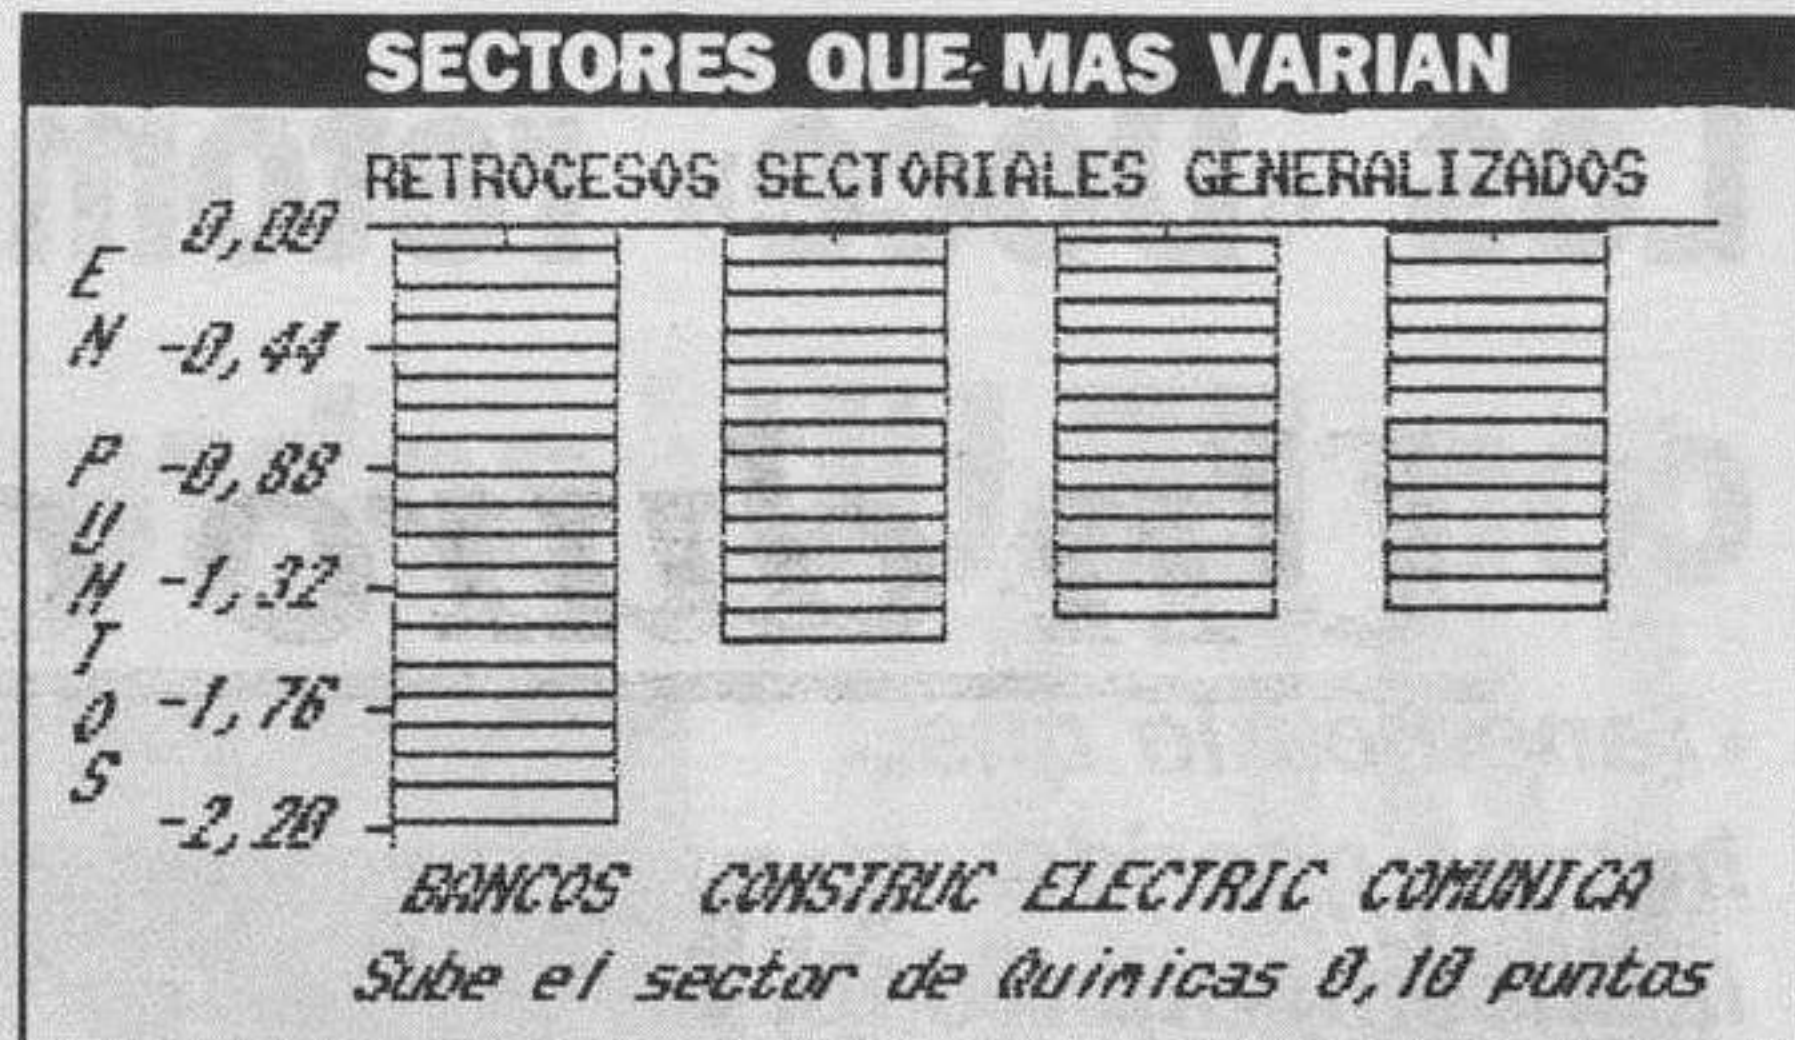 SECTORES QUE MAS VARIAN
RETROCESOS SECTORIALES GENERALIZADOS
EN PUNTOS
0,00
-0,44
-0,88
-1,32
-1,76
-2,20
BANCOS CONSTRUC ELECTRIC COMUNICA
Sube el sector de Quimicas 0,10 puntos